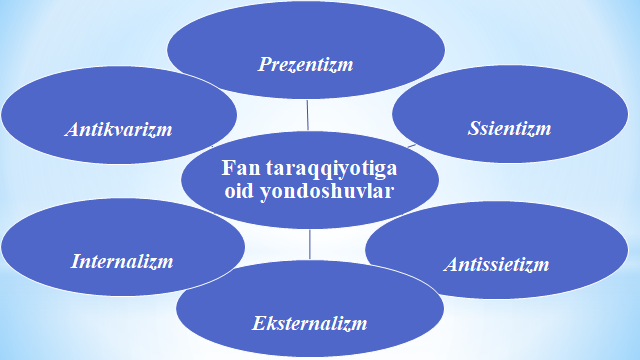 Prezentizm
Antikvarizm
Ssientizm
Fan taraqqiyotiga
oid yondoshuvlar
Internalizm
Antissietizm
Eksternalizm